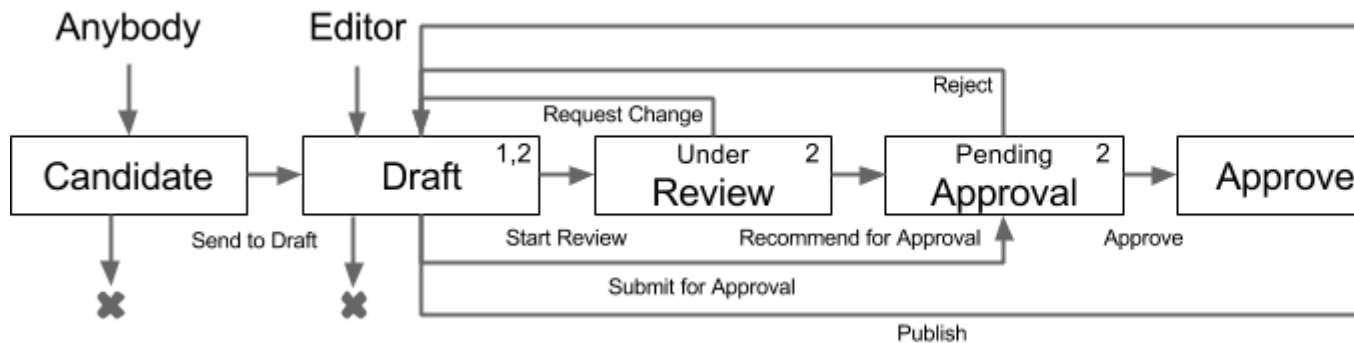 Anybody
Editor
Reject
Request Change
Candidate
1,2
Draft
Under 2
Review
Pending 2
Approval
Approve
Send to Draft
Start Review
Recommend for Approval
Approve
Submit for Approval
Publish